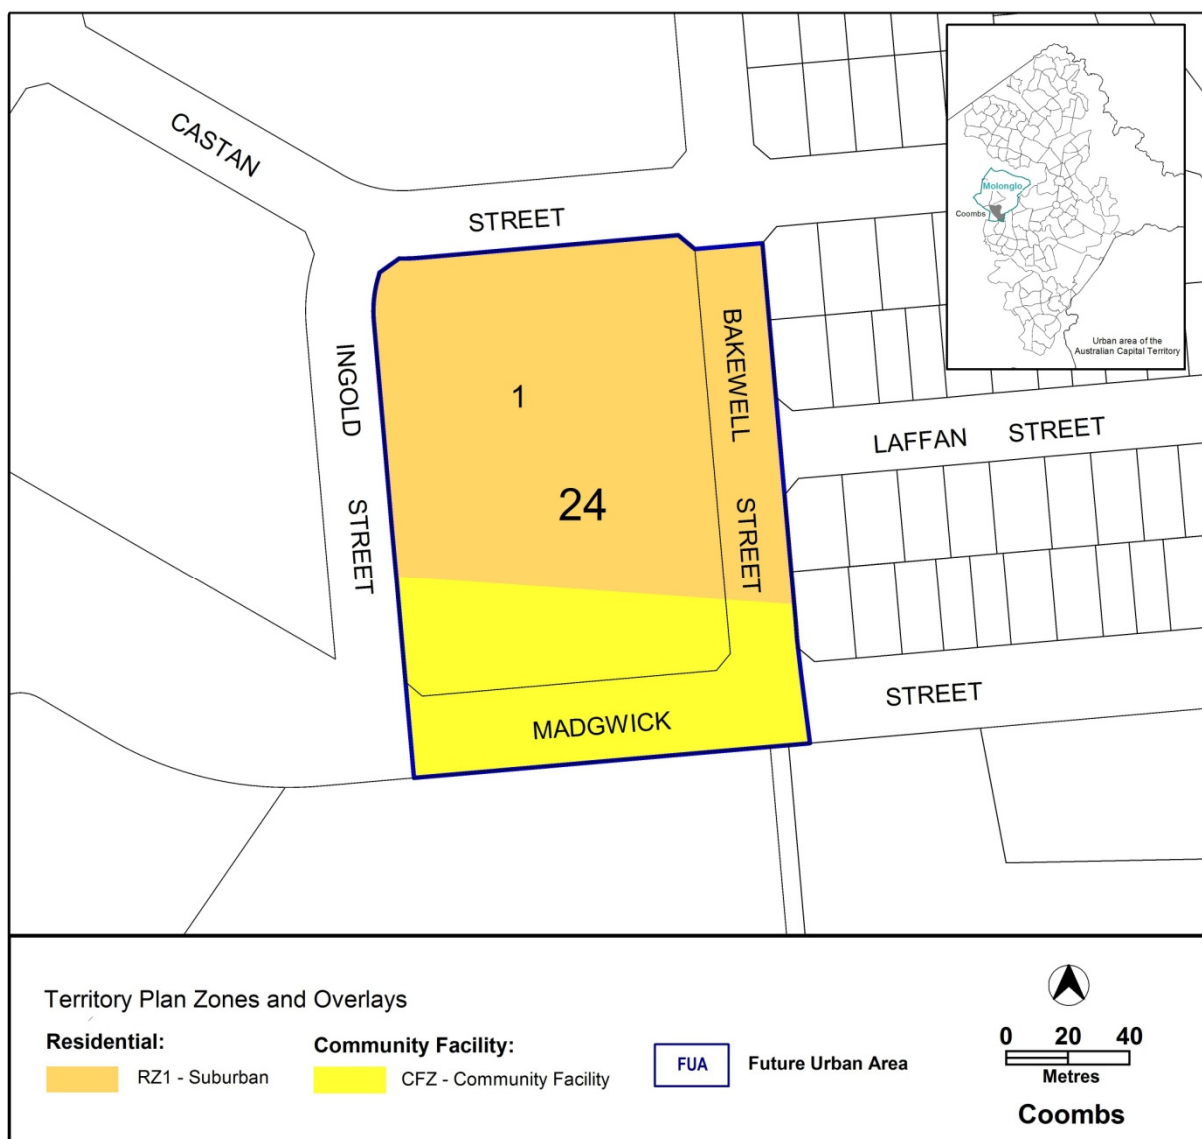 CASTAN
STREET
Molonglo
Coombs
Urban area of the
Australian Capital Territory
INGOLD
STREET
1
24
BAKEWELL
STREET
LAFFAN STREET
MADGWICK STREET
Territory Plan Zones and Overlays
Residential:
RZ1 - Suburban
Community Facility:
CFZ - Community Facility
FUA
Future Urban Area
0 20 40
Metres
Coombs